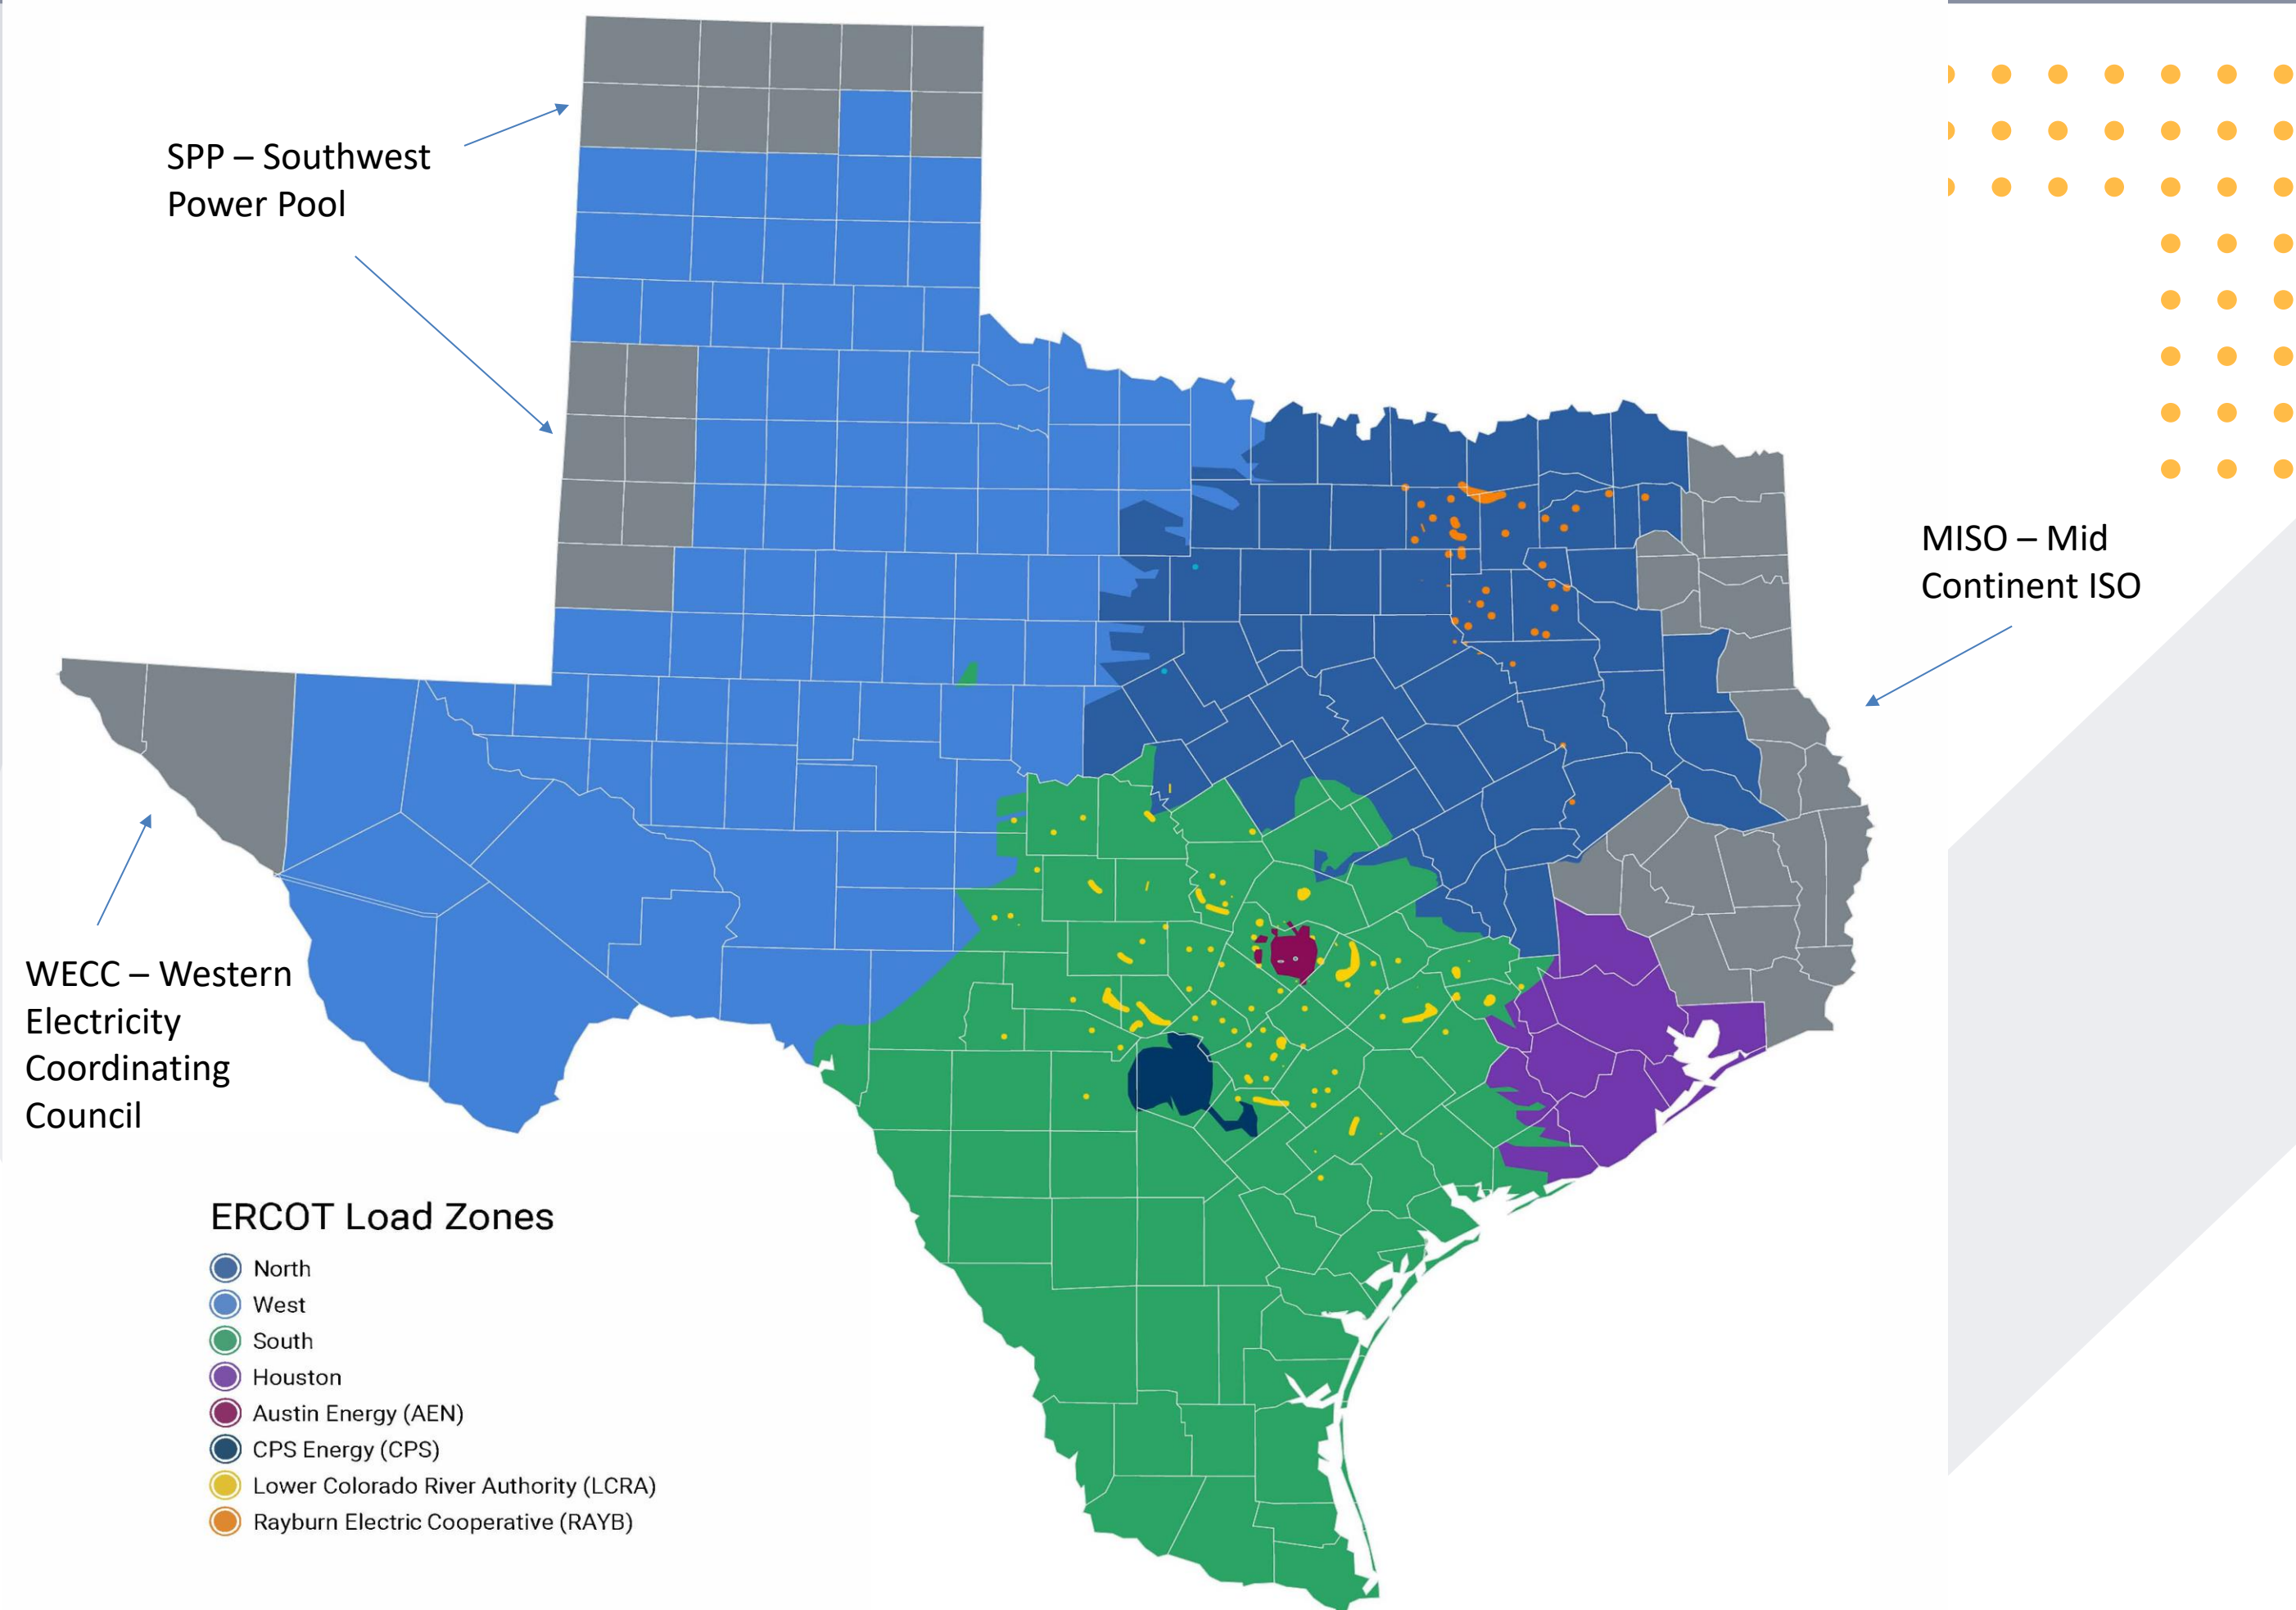 SPP – Southwest
Power Pool
MISO – Mid
Continent ISO
WECC – Western
Electricity
Coordinating
Council
ERCOT Load Zones
North
West
South
Houston
Austin Energy (AEN)
CPS Energy (CPS)
Lower Colorado River Authority (LCRA)
Rayburn Electric Cooperative (RAYB)